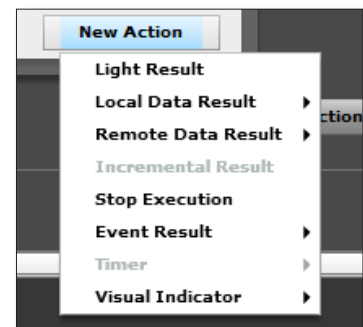 New Action
Light Result
Local Data Result
ction
Remote Data Result
Incremental Result
Stop Execution
Event Result
Timer
Visual Indicator